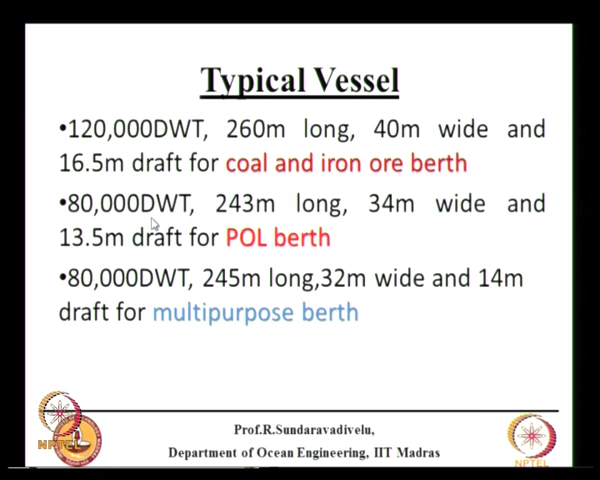 Typical Vessel
•120,000DWT, 260m long, 40m wide and
16.5m draft for coal and iron ore berth
•80,000DWT, 243m long, 34m wide and
13.5m draft for POL berth
•80,000DWT, 245m long,32m wide and 14m
draft for multipurpose berth
Prof.R.Sundaravadivelu,
Department of Ocean Engineering, IIT Madras
NPTEL
NPTEL